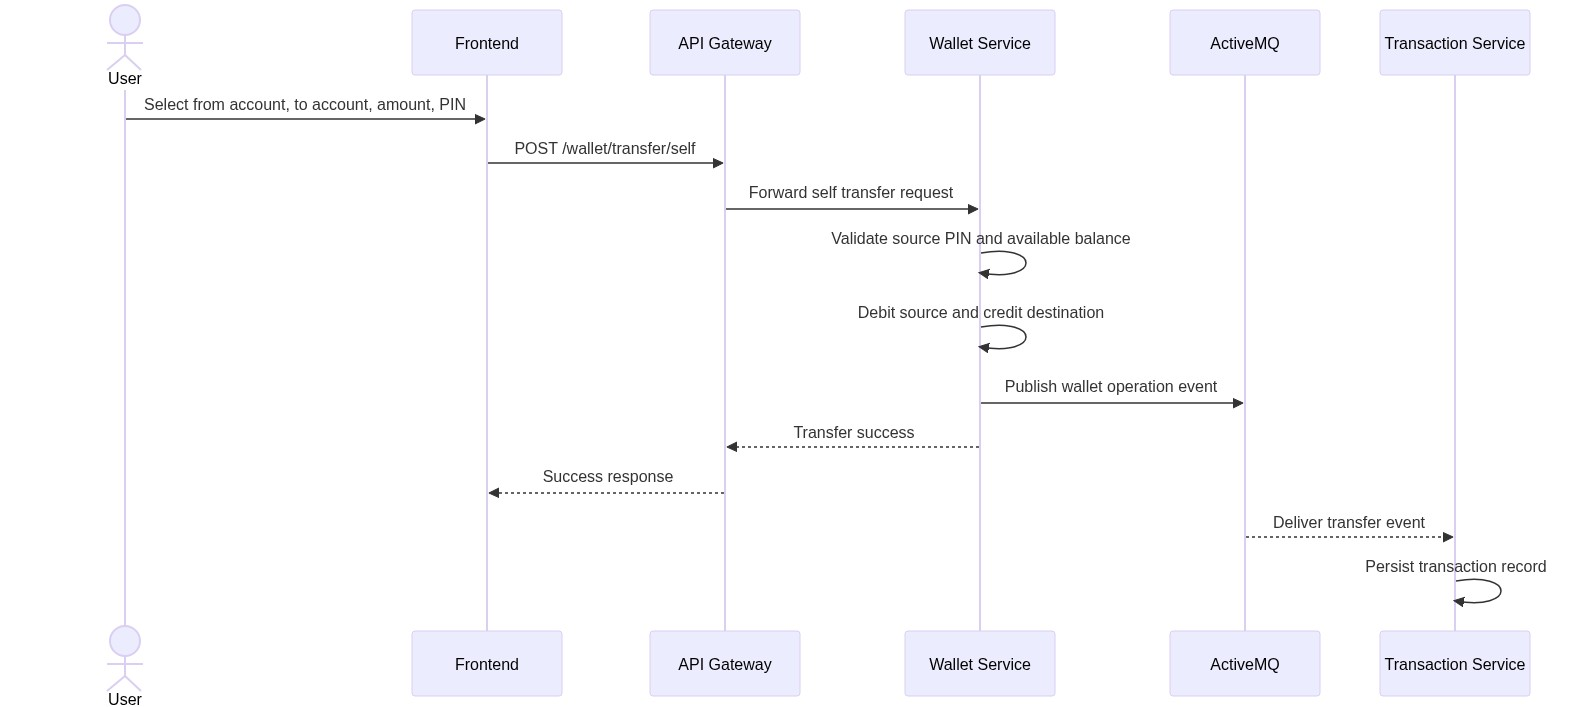 User
Frontend
API Gateway
Wallet Service
ActiveMQ
Transaction Service
Select from account, to account, amount, PIN
POST /wallet/transfer/self
Forward self transfer request
Validate source PIN and available balance
Debit source and credit destination
Publish wallet operation event
Transfer success
Success response
Deliver transfer event
Persist transaction record
User
Frontend
API Gateway
Wallet Service
ActiveMQ
Transaction Service